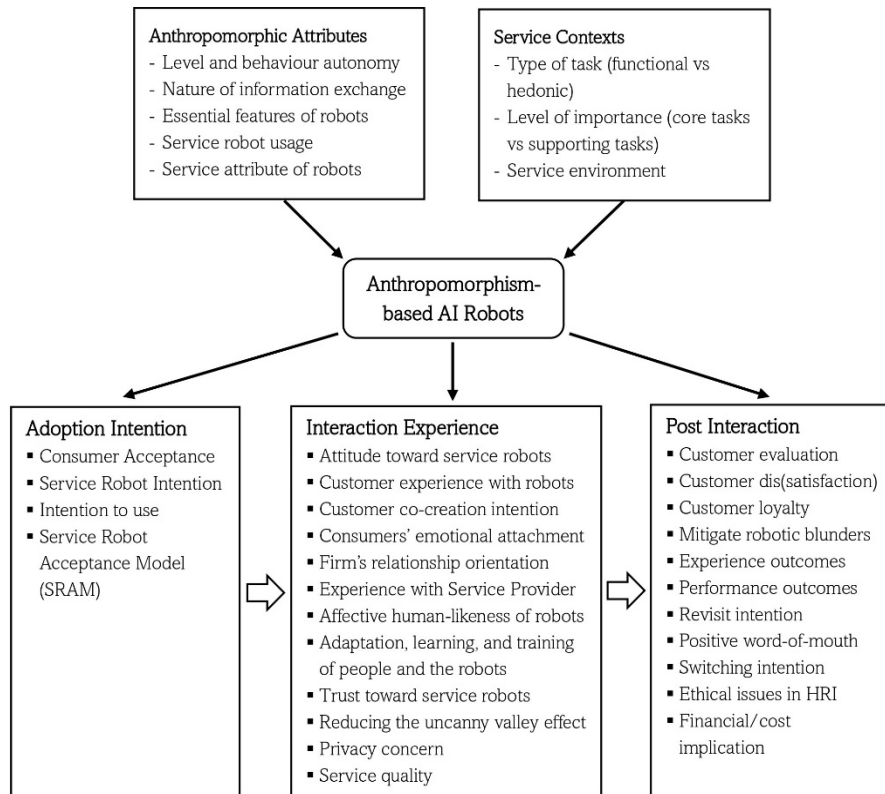 Anthropomorphic Attributes
- Level and behaviour autonomy
- Nature of information exchange
- Essential features of robots
- Service robot usage
- Service attribute of robots
Service Contexts
- Type of task (functional vs
hedonic)
- Level of importance (core tasks
vs supporting tasks)
- Service environment
Anthropomorphism-
based AI Robots
Adoption Intention
▪ Consumer Acceptance
▪ Service Robot Intention
▪ Intention to use
▪ Service Robot
Acceptance Model
(SRAM)
Interaction Experience
▪ Attitude toward service robots
▪ Customer experience with robots
▪ Customer co-creation intention
▪ Consumers' emotional attachment
▪ Firm's relationship orientation
▪ Experience with Service Provider
▪ Affective human-likeness of robots
▪ Adaptation, learning, and training
of people and the robots
▪ Trust toward service robots
▪ Reducing the uncanny valley effect
▪ Privacy concern
▪ Service quality
Post Interaction
▪ Customer evaluation
▪ Customer dis(satisfaction)
▪ Customer loyalty
▪ Mitigate robotic blunders
▪ Experience outcomes
▪ Performance outcomes
▪ Revisit intention
▪ Positive word-of-mouth
▪ Switching intention
▪ Ethical issues in HRI
▪ Financial/cost
implication